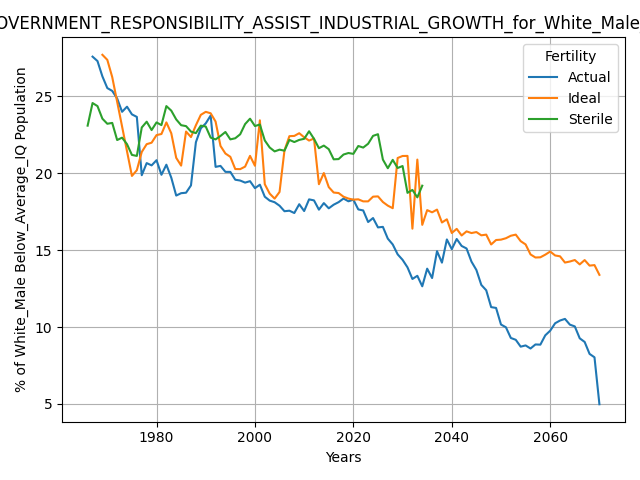 OVERNMENT_RESPONSIBILITY_ASSIST_INDUSTRIAL_GROWTH_for_White_Male
Fertility
Actual
Ideal
Sterile
% of White_Male Below_Average_IQ Population
25
20
15
10
5
1980 2000 2020 2040 2060
Years